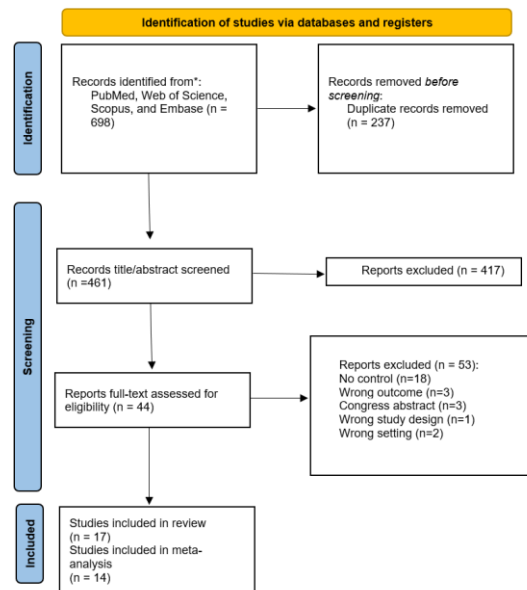 Identification of studies via databases and registers
Identification
Records identified from*:
PubMed, Web of Science,
Scopus, and Embase (n =
698)
Records removed before
screening:
Duplicate records removed
(n = 237)
Screening
Records title/abstract screened
(n =461)
Reports excluded (n = 417)
Reports full-text assessed for
eligibility (n = 44)
Reports excluded (n = 53):
No control (n=18)
Wrong outcome (n=3)
Congress abstract (n=3)
Wrong study design (n=1)
Wrong setting (n=2)
Included
Studies included in review
(n = 17)
Studies included in meta-
analysis
(n = 14)